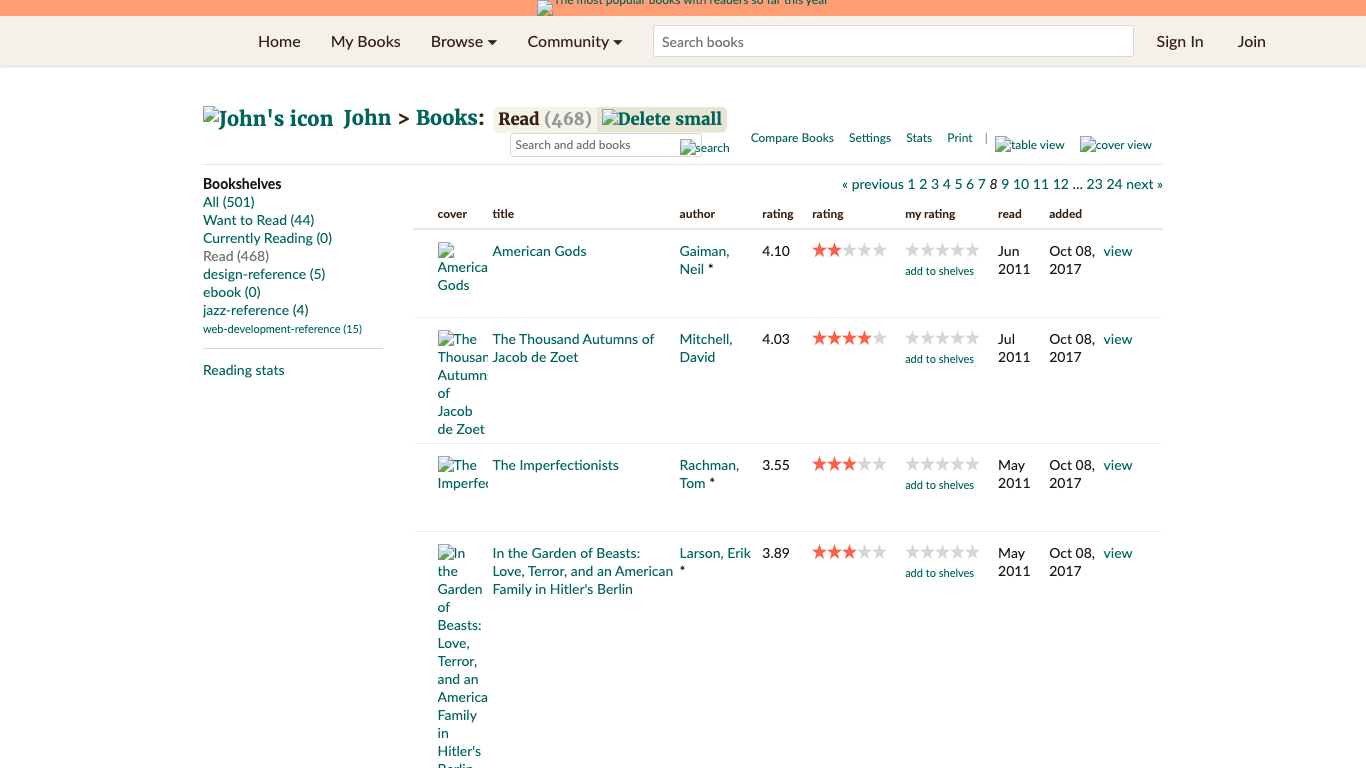 The most popular books with readers so far this year
Home My Books Browse Community Search books Sign In Join
John's icon John > Books: Read (468) Delete small
Search and add books search Compare Books Settings Stats Print | table view cover view
Bookshelves
All (501)
Want to Read (44)
Currently Reading (0)
Read (468)
design-reference (5)
ebook (0)
jazz-reference (4)
web-development-reference (15)
Reading stats
« previous 1 2 3 4 5 6 7 8 9 10 11 12 … 23 24 next »
cover title author rating rating my rating read added
American Gods Gaiman, 4.10 Jun Oct 08, view
America Neil * add to shelves 2011 2017
Gods
The The Thousand Autumns of Mitchell, 4.03 Jul Oct 08, view
Thousan Jacob de Zoet David add to shelves 2011 2017
Autumn
of
Jacob
de Zoet
The The Imperfectionists Rachman, 3.55 May Oct 08, view
Imperfec Tom * add to shelves 2011 2017
In In the Garden of Beasts: Larson, Erik 3.89 May Oct 08, view
the Love, Terror, and an American * add to shelves 2011 2017
Garden Family in Hitler's Berlin
of
Beasts:
Love,
Terror,
and an
America
Family
in
Hitler's
Berlin